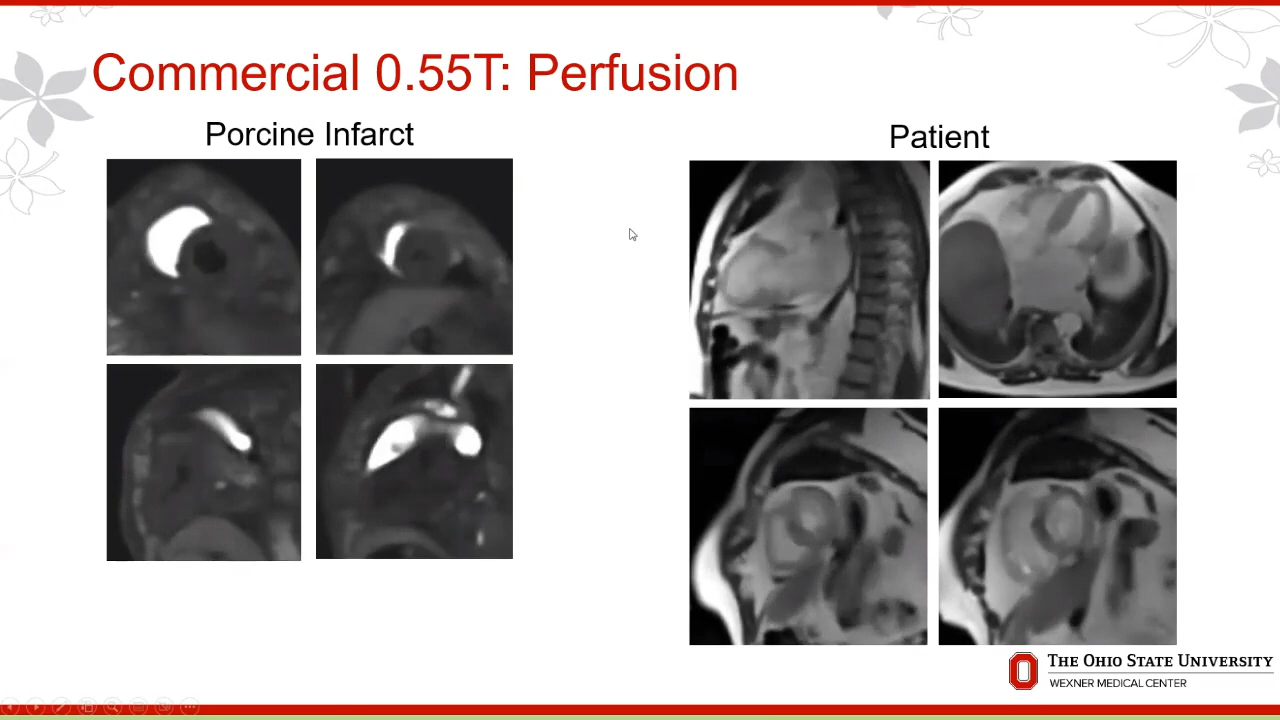 Commercial 0.55T: Perfusion
Porcine Infarct
Patient
THE OHIO STATE UNIVERSITY
WEXNER MEDICAL CENTER